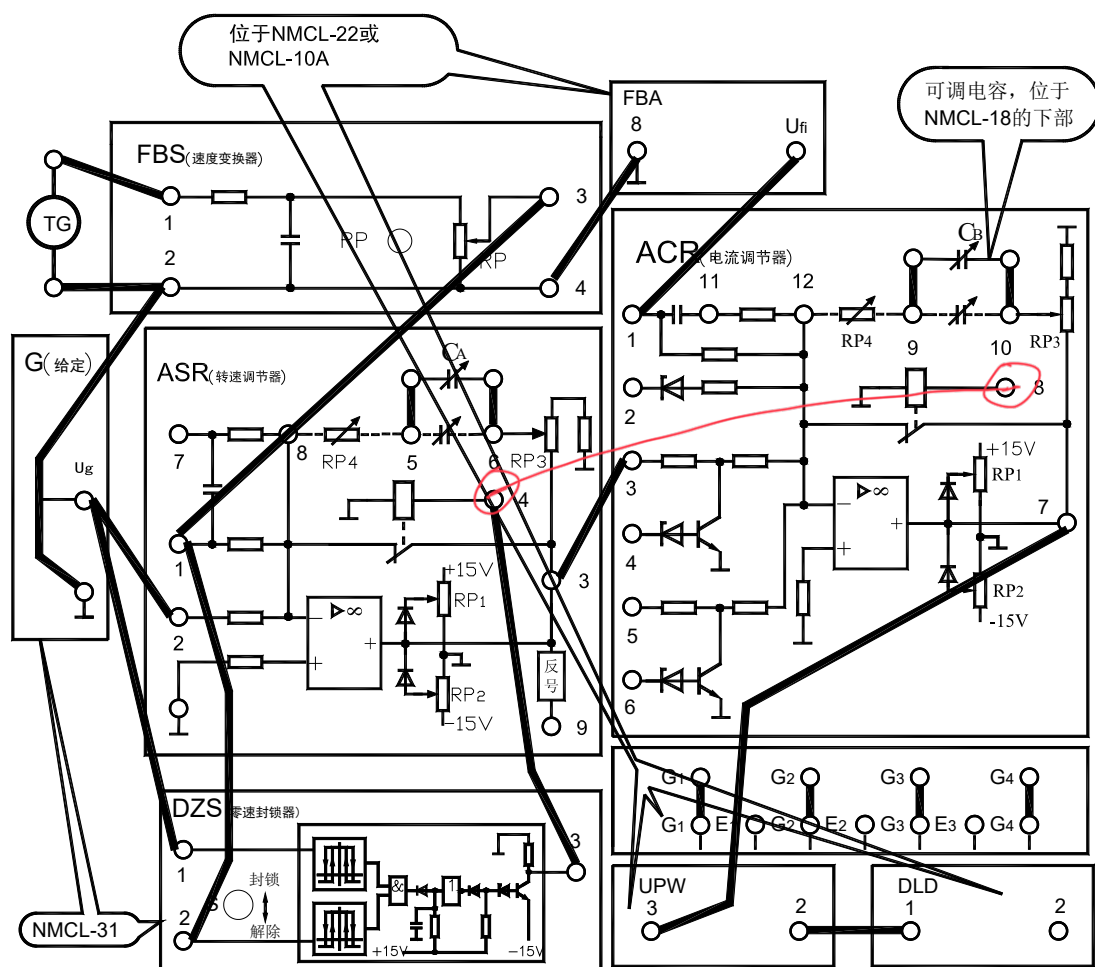 位于NMCL-22或
NMCL-10A
FBA
8
Ufi
可调电容，位于
NMCL-18的下部
FBS(速度变换器)
TG
1
2
3
4
RP
RP
G(给定)
Ug
ASR(转速调节器)
CA
7
8
RP4
5
6
RP3
4
1
2
3
+15V
RP1
∞
−
+
RP2
-15V
反号
9
ACR(电流调节器)
CB
1
11
12
RP4
9
10
RP3
8
2
3
4
5
6
7
∞
−
+
+15V
RP1
RP2
-15V
DZS(零速封锁器)
1
2
3
S
封锁
解除
&
1
+15V
-15V
NMCL-31
G1
G2
G3
G4
G1
E1
G2
E2
G3
E3
G4
UPW
3
2
DLD
1
2